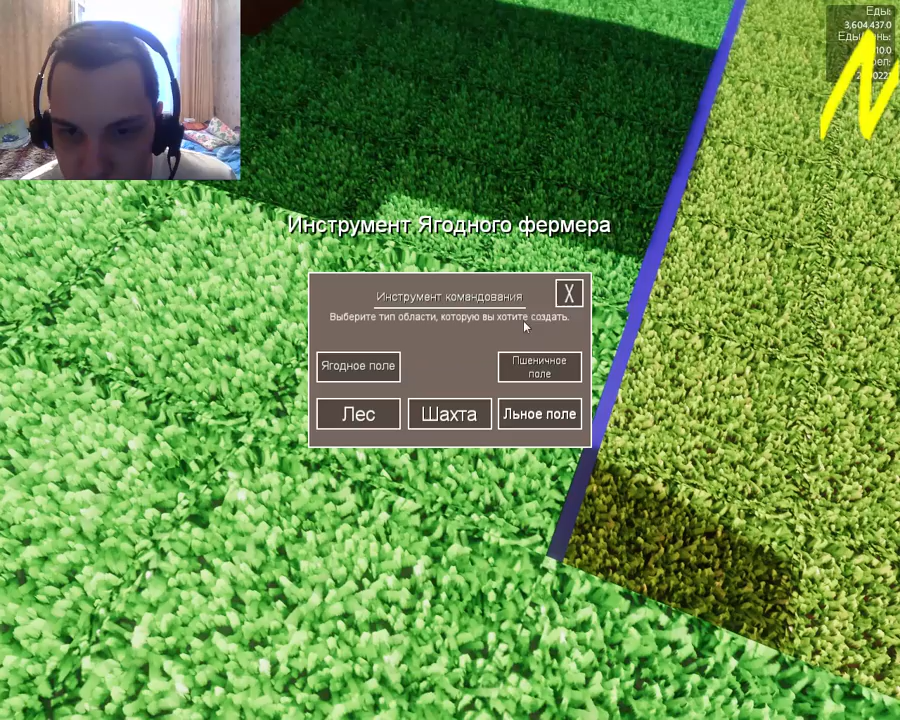 Еды:
3,604,437.0
Инструмент Ягодного фермера
Инструмент командования
X
Выберите тип области, которую вы хотите создать.
Ягодное поле
Пшеничное
поле
Лес
Шахта
Льное поле